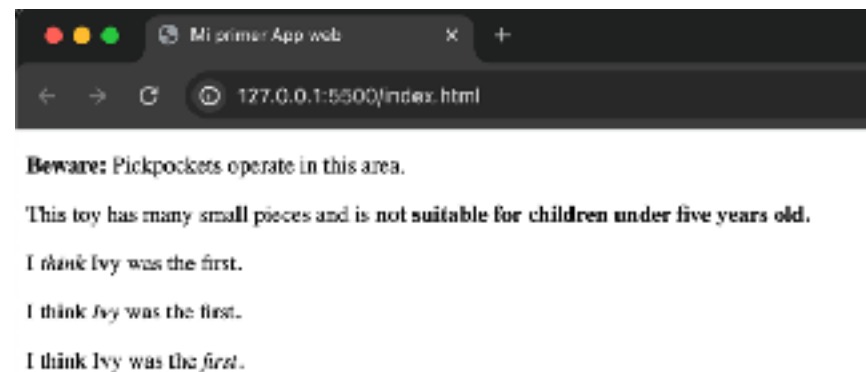 Mi primer App web
127.0.0.1:5500/index.html
Beware: Pickpockets operate in this area.
This toy has many small pieces and is not suitable for children under five years old.
I think Ivy was the first.
I think Ivy was the first.
I think Ivy was the first.